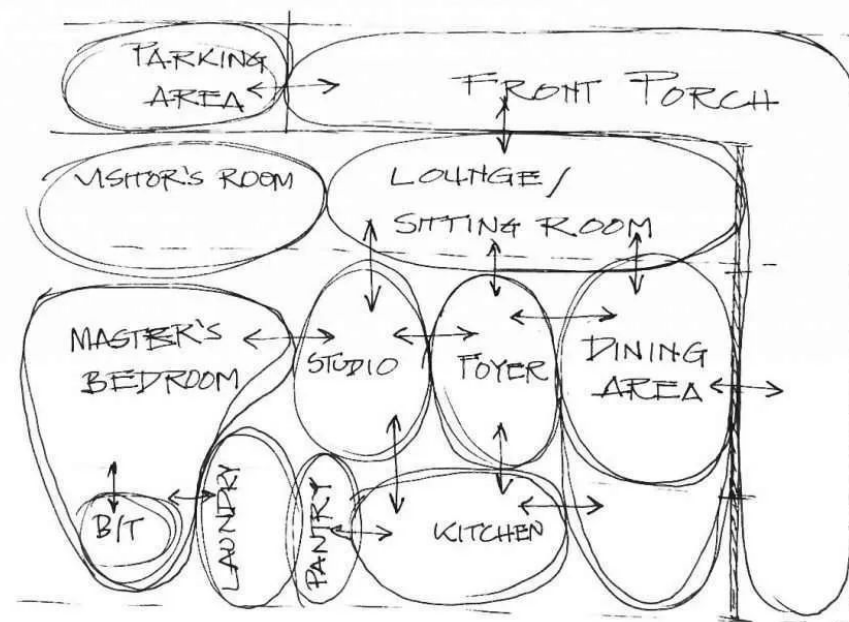 PARKING
AREA
FRONT PORCH
VISITOR'S ROOM
LOUNGE/
SITTING ROOM
MASTER'S
BEDROOM
STUDIO
FOYER
DINING
AREA
B/T
LAUNDRY
PANTRY
KITCHEN